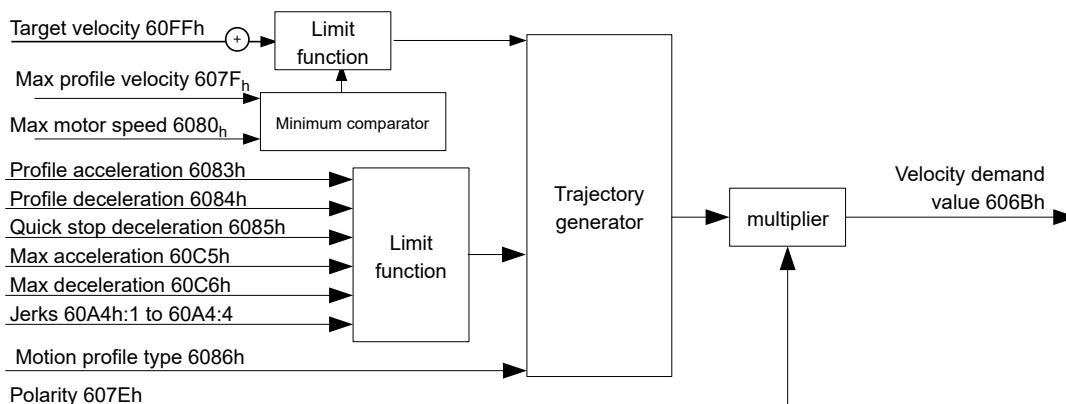 Target velocity 60FFh
+
Limit
function
Max profile velocity 607Fh
Max motor speed 6080h
Minimum comparator
Profile acceleration 6083h
Profile deceleration 6084h
Quick stop deceleration 6085h
Max acceleration 60C5h
Max deceleration 60C6h
Jerks 60A4h:1 to 60A4:4
Limit
function
Motion profile type 6086h
Polarity 607Eh
Trajectory
generator
multiplier
Velocity demand
value 606Bh